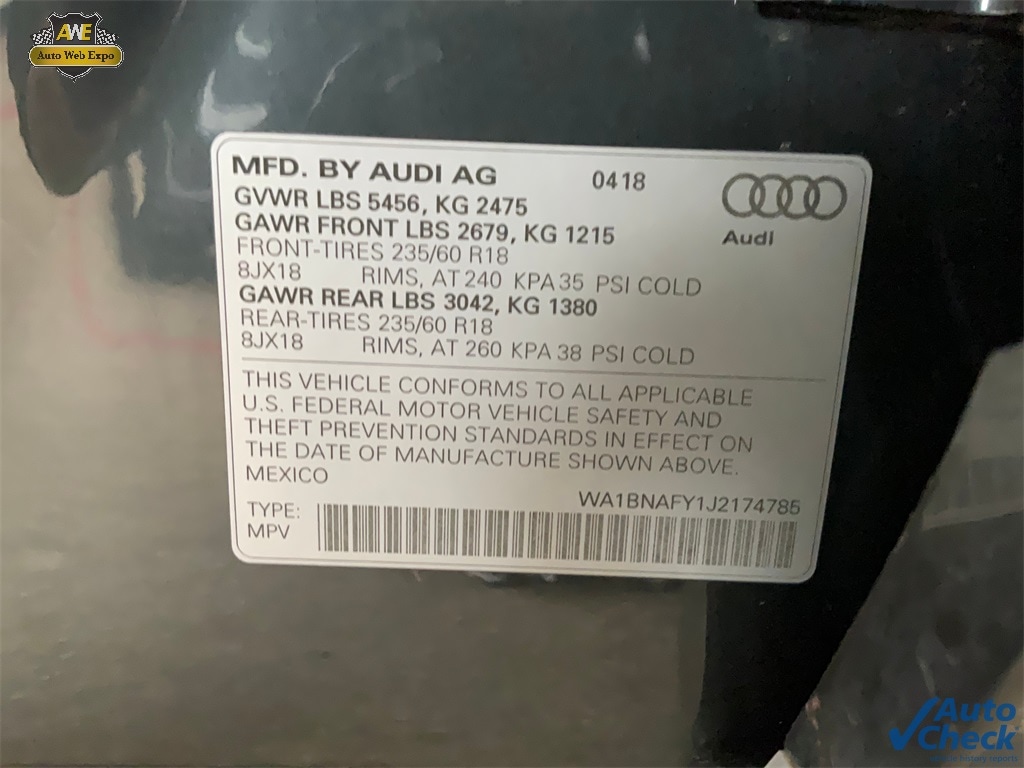 AWE
Auto Web Expo
MFD. BY AUDI AG 0418
GVWR LBS 5456, KG 2475
GAWR FRONT LBS 2679, KG 1215
Audi
FRONT-TIRES 235/60 R18
8JX18 RIMS, AT 240 KPA 35 PSI COLD
GAWR REAR LBS 3042, KG 1380
REAR-TIRES 235/60 R18
8JX18 RIMS, AT 260 KPA 38 PSI COLD
THIS VEHICLE CONFORMS TO ALL APPLICABLE
U.S. FEDERAL MOTOR VEHICLE SAFETY AND
THEFT PREVENTION STANDARDS IN EFFECT ON
THE DATE OF MANUFACTURE SHOWN ABOVE.
MEXICO
WA1BNAFY1J2174785
TYPE:
MPV
Auto
Check
history reports